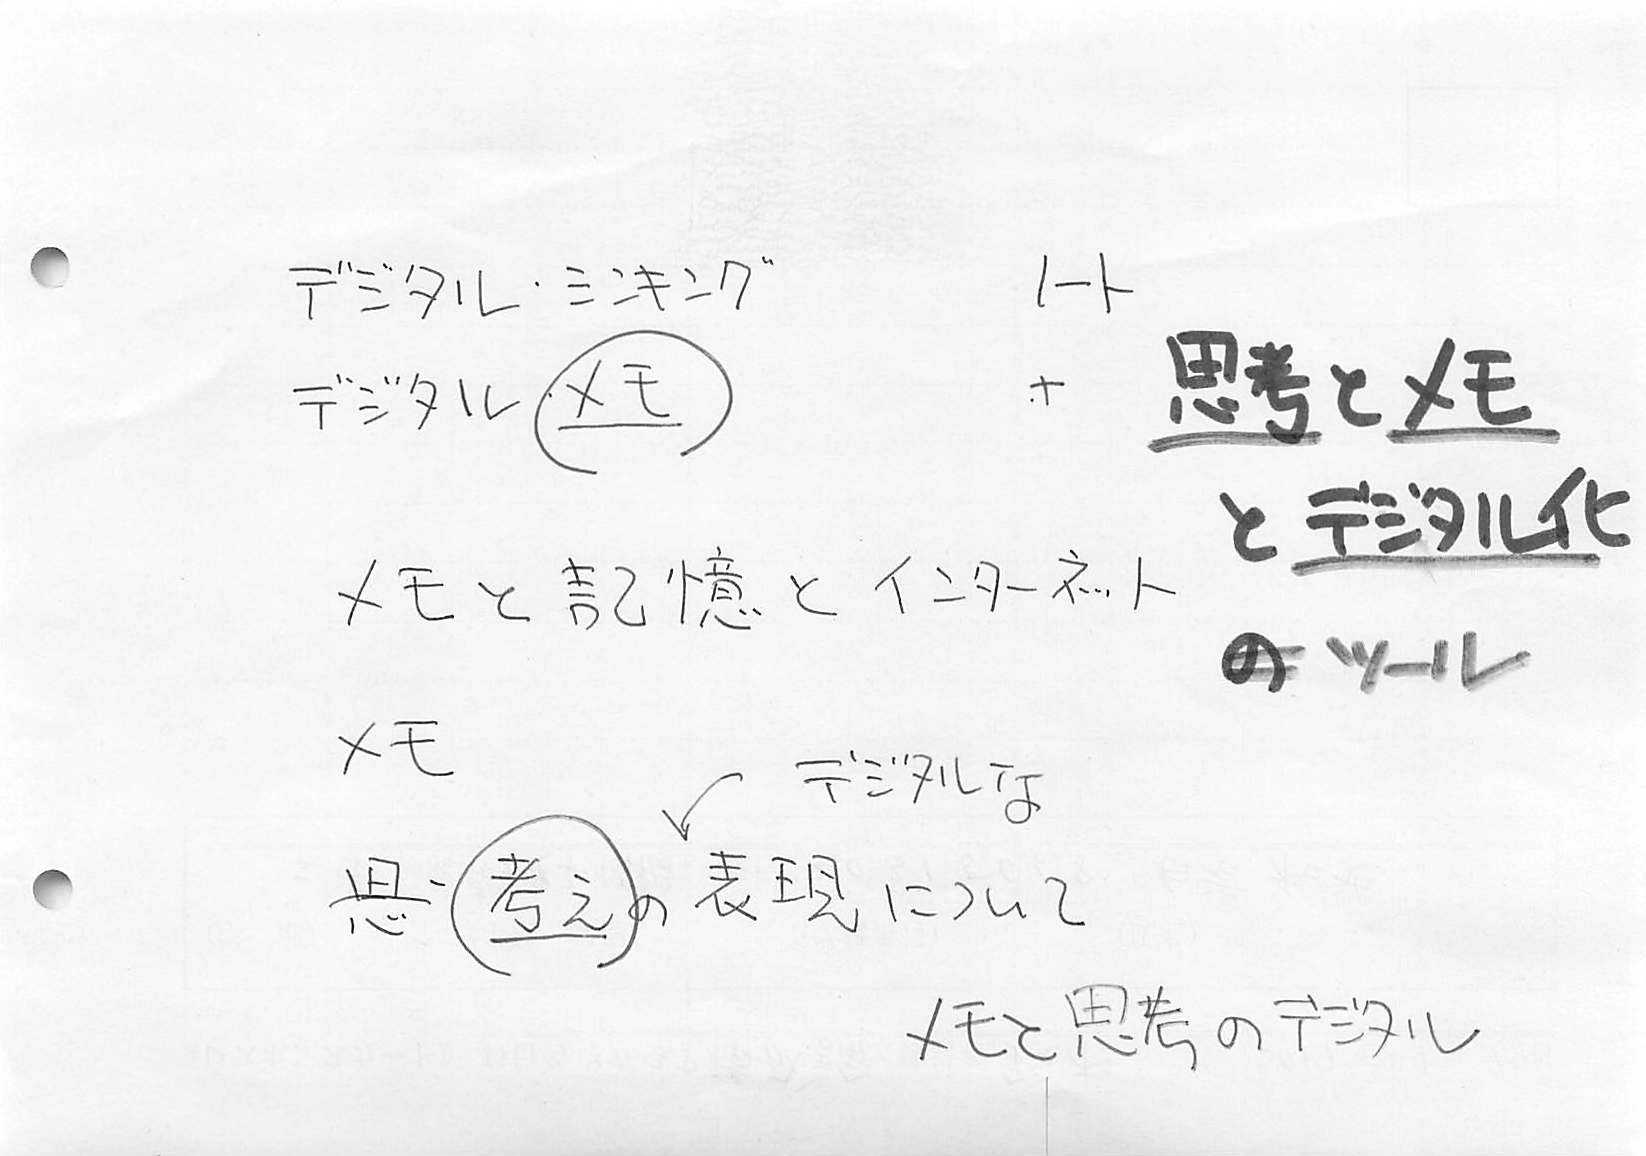 デジタル・シンキング
デジタルメモ
ノート
+
思考とメモ
とデジタル化
のツール
メモと記憶とインターネット
メモ
デジタルな
思・考えの表現について
メモと思考のデジタル